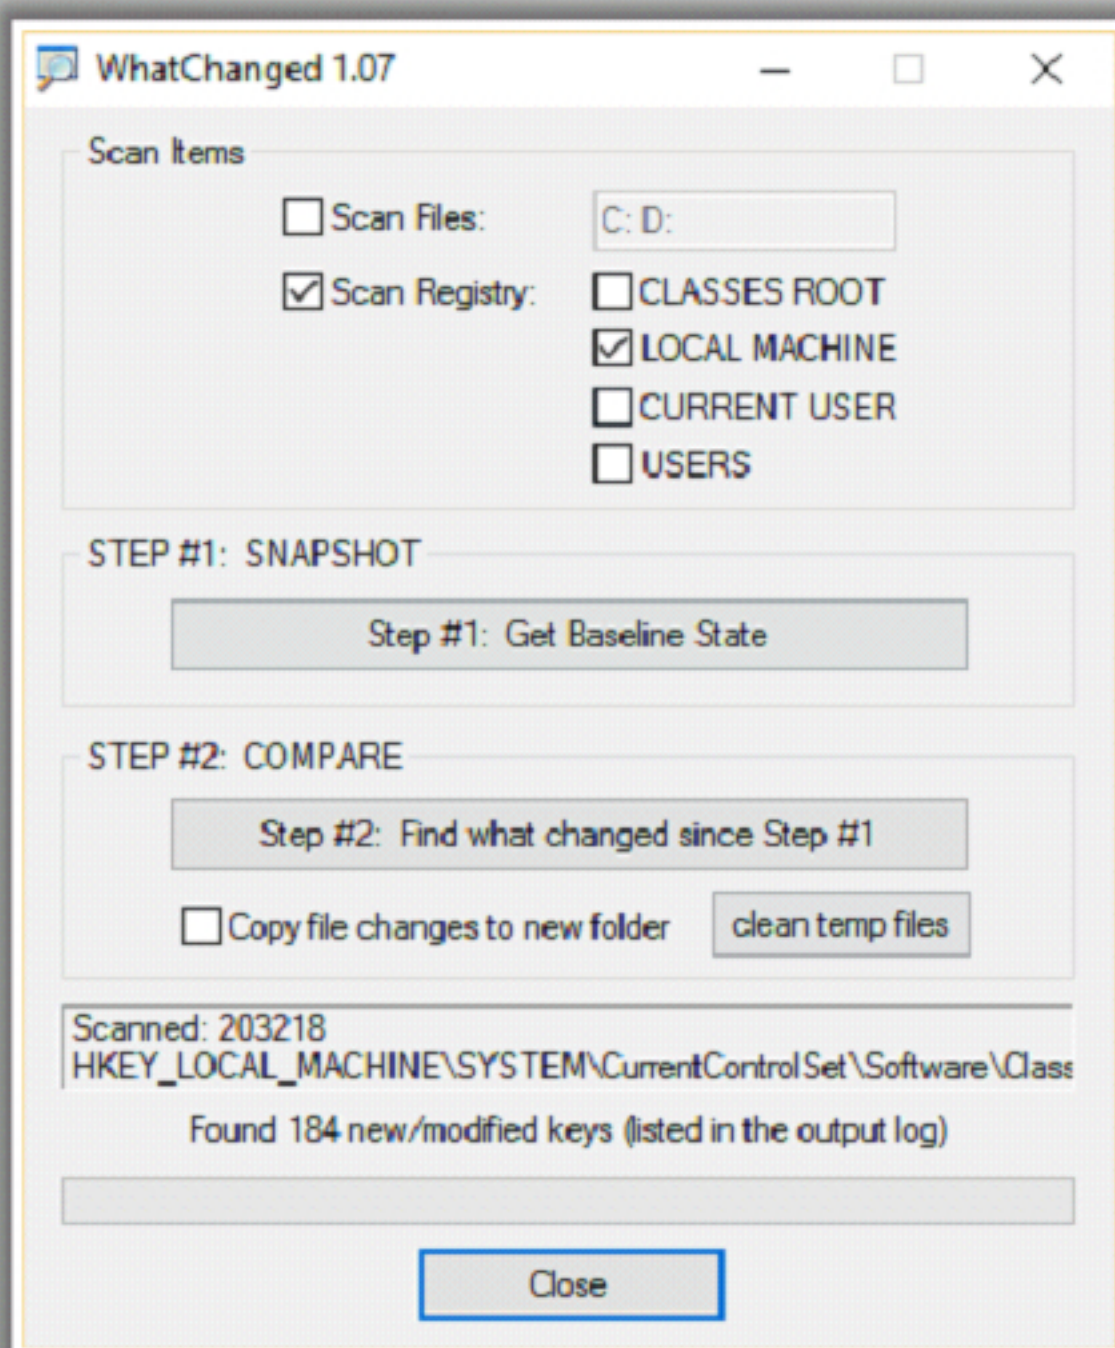 WhatChanged 1.07
Scan Items
Scan Files:
C: D:
Scan Registry:
CLASSES ROOT
LOCAL MACHINE
CURRENT USER
USERS
STEP #1: SNAPSHOT
Step #1: Get Baseline State
STEP #2: COMPARE
Step #2: Find what changed since Step #1
Copy file changes to new folder
clean temp files
Scanned: 203218
HKEY_LOCAL_MACHINE\SYSTEM\CurrentControlSet\Software\Class
Found 184 new/modified keys (listed in the output log)
Close